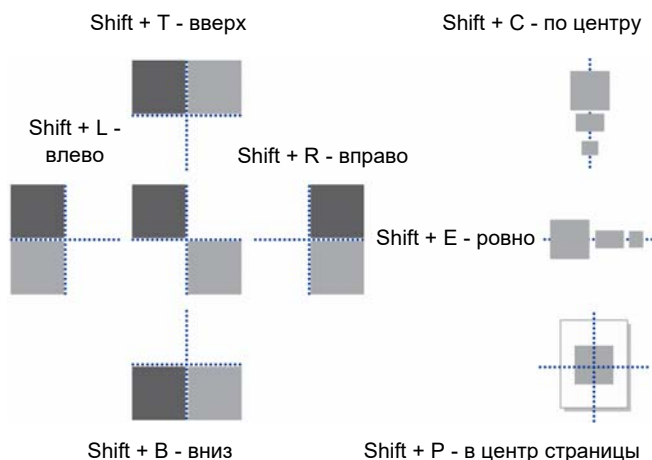 Shift + T - вверх
Shift + C - по центру
Shift + L -
влево
Shift + R - вправо
Shift + E - ровно
Shift + B - вниз
Shift + P - в центр страницы